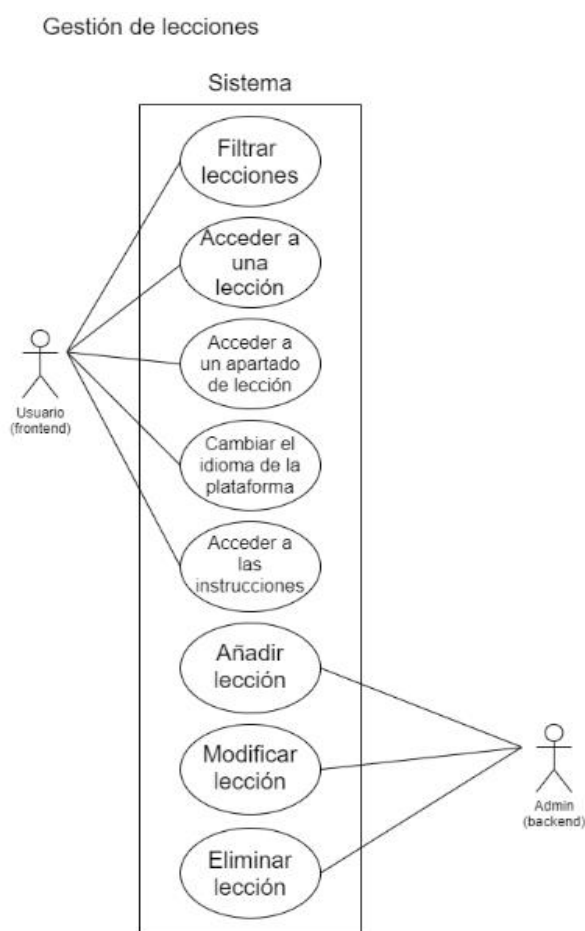 Gestión de lecciones
Sistema
Filtrar
lecciones
Acceder a
una
lección
Acceder a
un apartado
de lección
Usuario
(frontend)
Cambiar el
idioma de la
plataforma
Acceder a
las
instrucciones
Añadir
lección
Modificar
lección
Admin
(backend)
Eliminar
lección